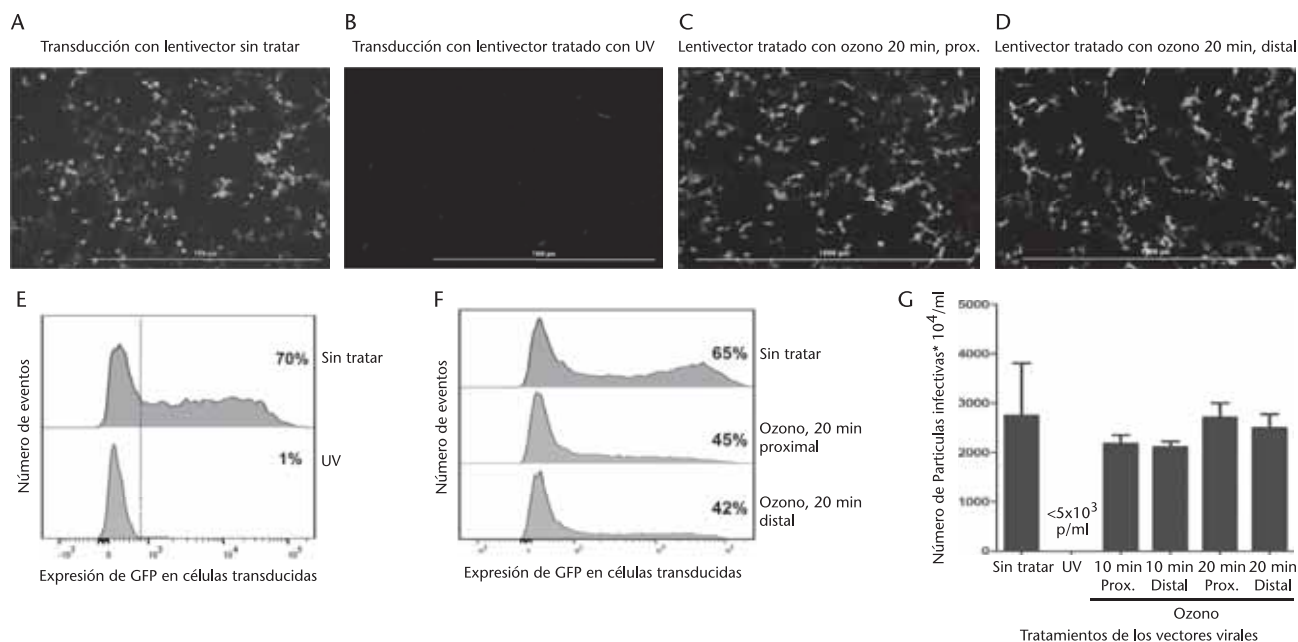 A
Transducción con lentivector sin tratar
B
Transducción con lentivector tratado con UV
C
Lentivector tratado con ozono 20 min, prox.
D
Lentivector tratado con ozono 20 min, distal
E
Número de eventos
70%
Sin tratar
1%
UV
0
10³
10⁴
Expresión de GFP en células transducidas
F
Número de eventos
65%
Sin tratar
45%
Ozono, 20 min
proximal
42%
Ozono, 20 min
distal
Expresión de GFP en células transducidas
G
Número de Particulas infectivas* 10⁴/ml
5000
4000
3000
2000
1000
0
<5x10³
p/ml
Sin tratar
UV
10 min
Prox.
10 min
Distal
20 min
Prox.
20 min
Distal
Ozono
Tratamientos de los vectores virales